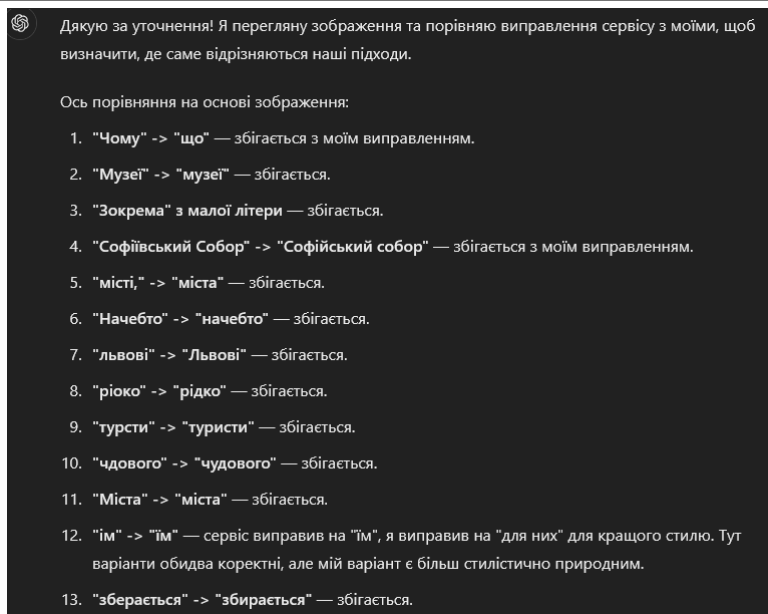 Дякую за уточнення! Я перегляну зображення та порівняю виправлення сервісу з моїми, щоб
визначити, де саме відрізняються наші підходи.
Ось порівняння на основі зображення:
1. "Чому" -> "що" — збігається з моїм виправленням.
2. "Музеї" -> "музеї" — збігається.
3. "Зокрема" з малої літери — збігається.
4. "Софіївський Собор" -> "Софійський собор" — збігається з моїм виправленням.
5. "місті," -> "міста" — збігається.
6. "Начебто" -> "начебто" — збігається.
7. "львові" -> "Львові" — збігається.
8. "ріоко" -> "рідко" — збігається.
9. "турсти" -> "туристи" — збігається.
10. "чдового" -> "чудового" — збігається.
11. "Міста" -> "міста" — збігається.
12. "ім" -> "їм" — сервіс виправив на "їм", я виправив на "для них" для кращого стилю. Тут
варіанти обидва коректні, але мій варіант є більш стилістично природним.
13. "зберається" -> "збирається" — збігається.